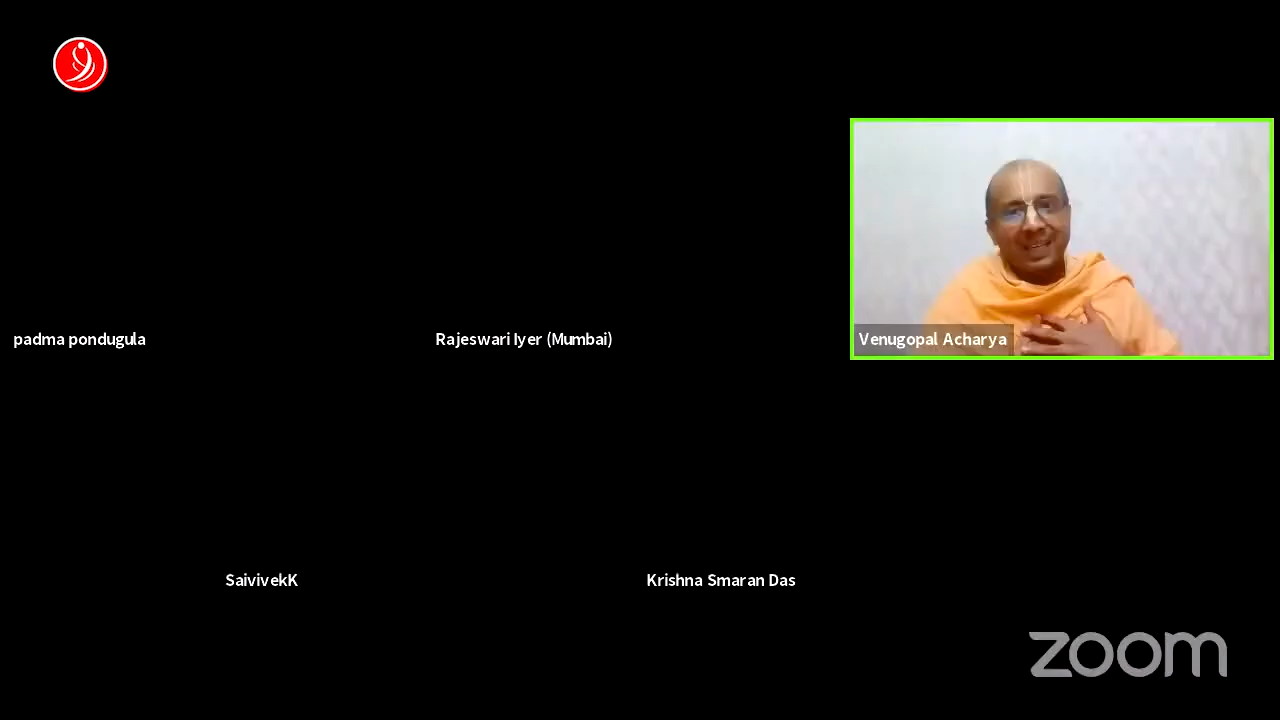 padma pondugula
Rajeswari Iyer (Mumbai)
Venugopal Acharya
SaivivekK
Krishna Smaran Das
zoom